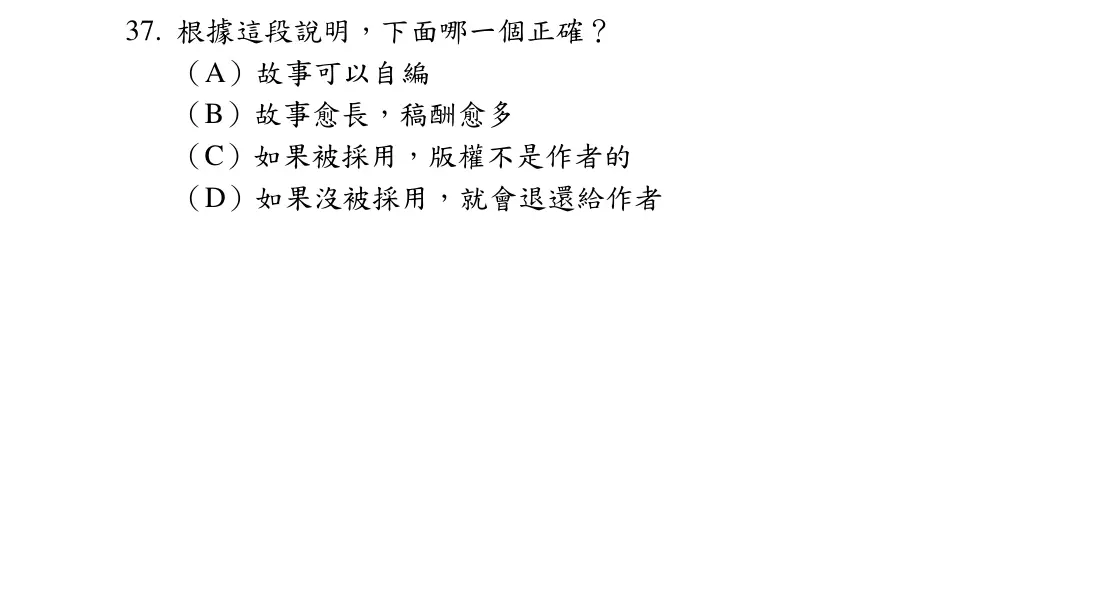 37. 根據這段說明，下面哪一個正確？
（A）故事可以自編
（B）故事愈長，稿酬愈多
（C）如果被採用，版權不是作者的
（D）如果沒被採用，就會退還給作者